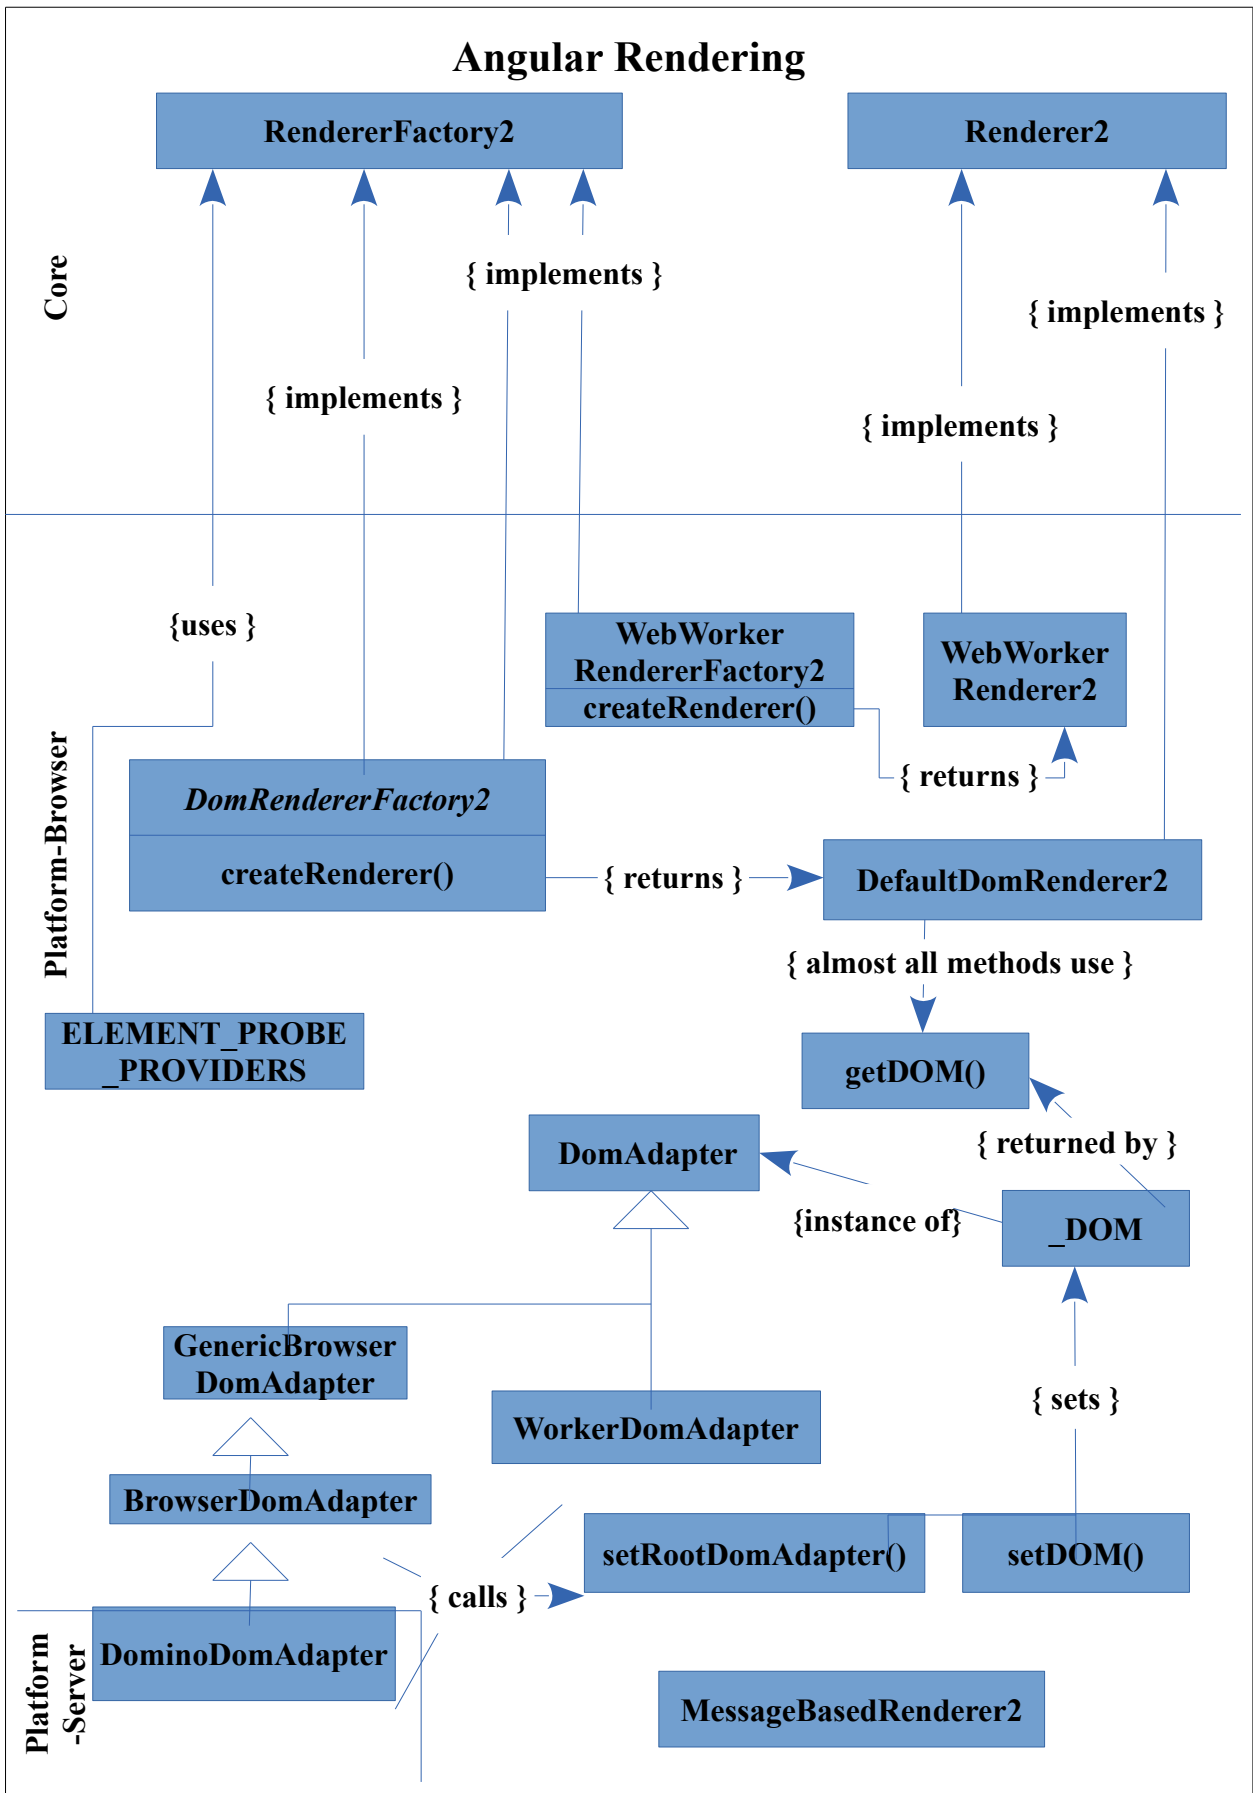 Angular Rendering
RendererFactory2
Renderer2
Core
{ implements }
{ implements }
{ implements }
{ implements }
{uses }
WebWorker
RendererFactory2
createRenderer()
WebWorker
Renderer2
{ returns }
Platform-Browser
DomRendererFactory2
createRenderer()
{ returns }
DefaultDomRenderer2
{ almost all methods use }
ELEMENT_PROBE
_PROVIDERS
getDOM()
DomAdapter
{ returned by }
{instance of}
_DOM
GenericBrowser
DomAdapter
WorkerDomAdapter
{ sets }
BrowserDomAdapter
setRootDomAdapter()
setDOM()
{ calls }
Platform
-Server
DominoDomAdapter
MessageBasedRenderer2